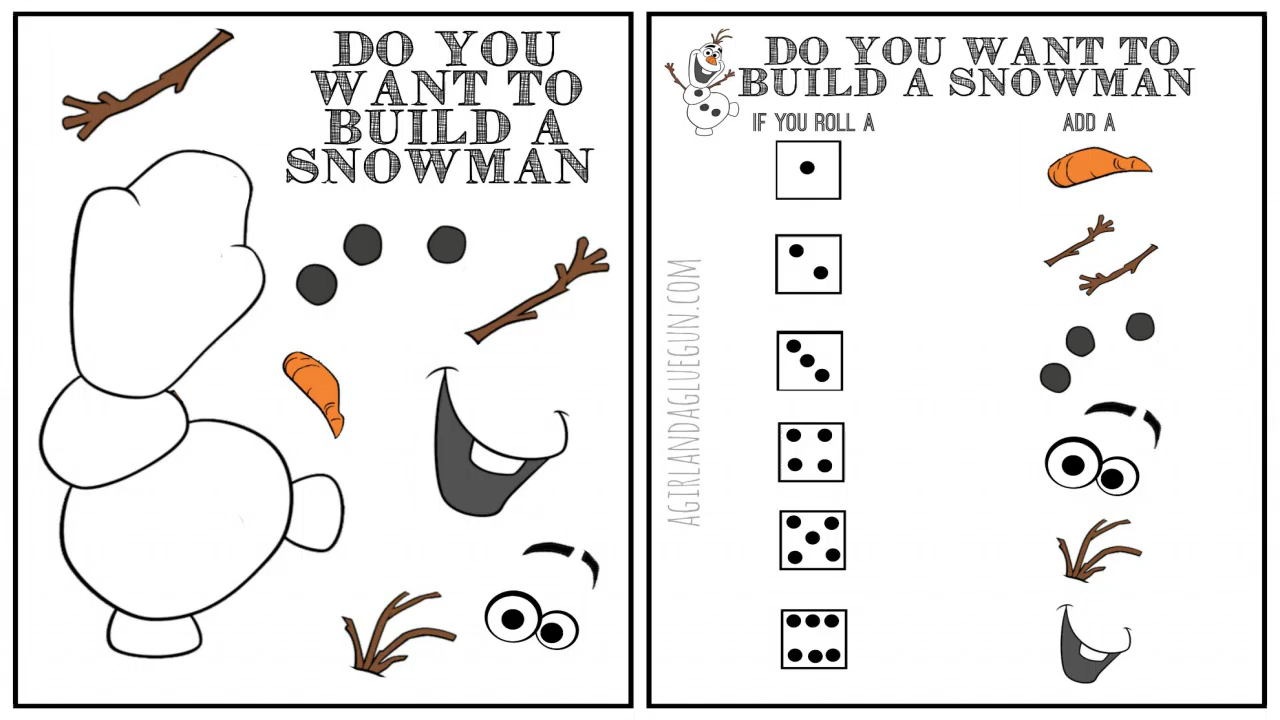 DO YOU
WANT TO
BUILD A
SNOWMAN
DO YOU WANT TO
BUILD A SNOWMAN
IF YOU ROLL A
ADD A
AGIRLANDAGLUEGUN.COM